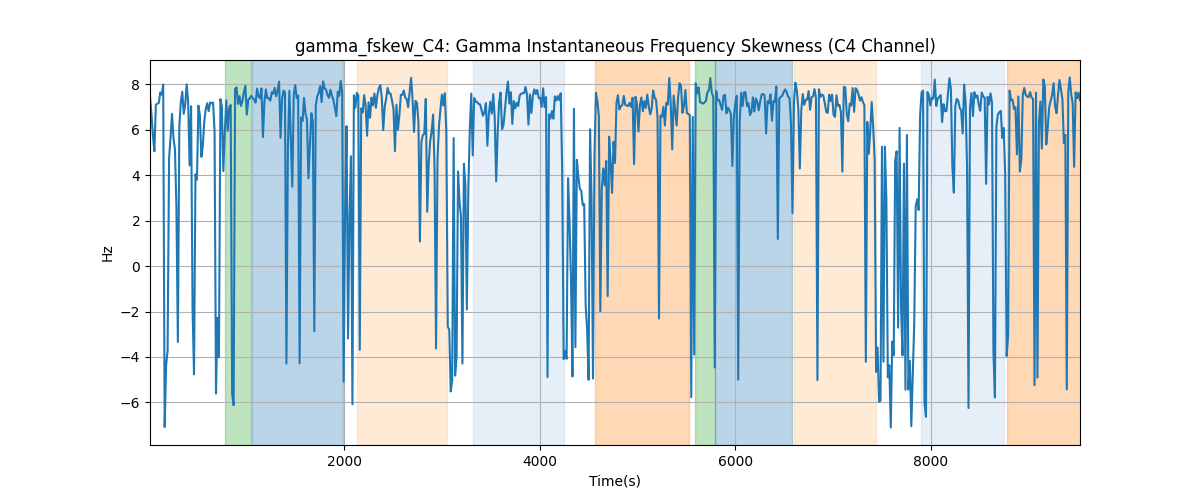 gamma_fskew_C4: Gamma Instantaneous Frequency Skewness (C4 Channel)
8
6
4
2
0
−2
−4
−6
Hz
2000 4000 6000 8000
Time(s)